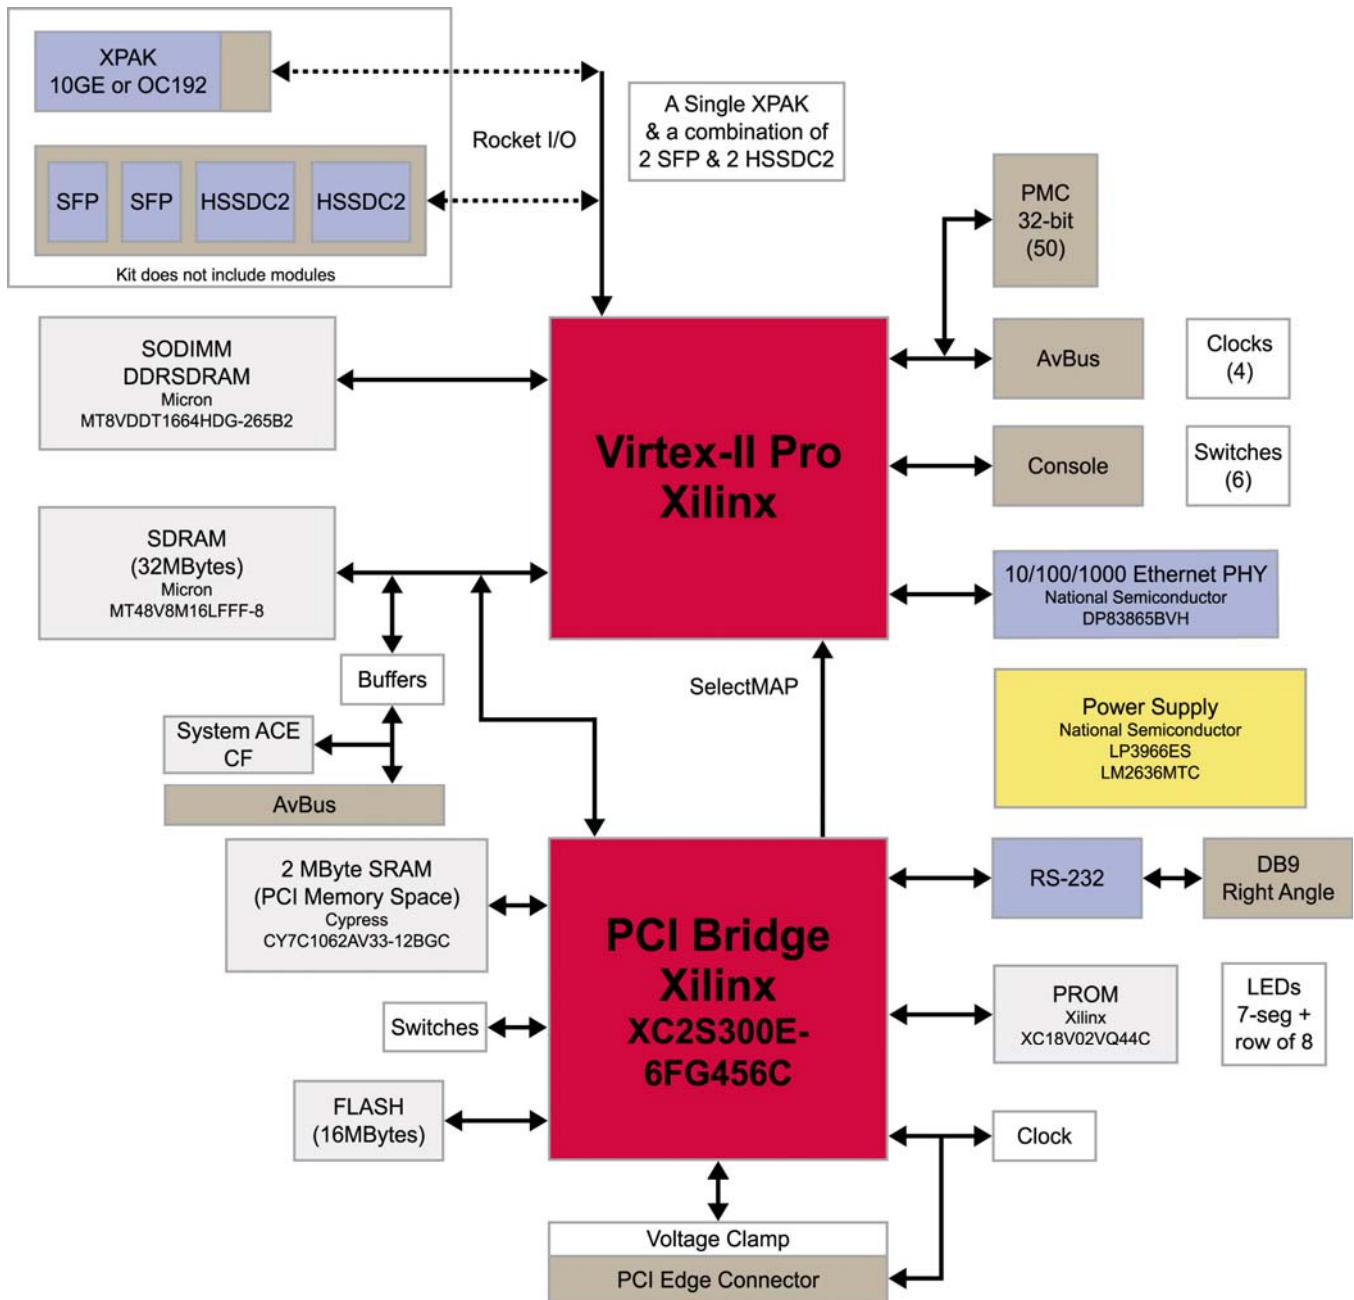 XPAK
10GE or OC192
Rocket I/O
A Single XPAK
& a combination of
2 SFP & 2 HSSDC2
SFP
SFP
HSSDC2
HSSDC2
Kit does not include modules
PMC
32-bit
(50)
SODIMM
DDRSDRAM
Micron
MT8VDDT1664HDG-265B2
Virtex-II Pro
Xilinx
AvBus
Clocks
(4)
Console
Switches
(6)
SDRAM
(32MBytes)
Micron
MT48V8M16LFFF-8
10/100/1000 Ethernet PHY
National Semiconductor
DP83865BVH
Buffers
SelectMAP
System ACE
CF
AvBus
Power Supply
National Semiconductor
LP3966ES
LM2636MTC
2 MByte SRAM
(PCI Memory Space)
Cypress
CY7C1062AV33-12BGC
PCI Bridge
Xilinx
XC2S300E-
6FG456C
RS-232
DB9
Right Angle
Switches
PROM
Xilinx
XC18V02VQ44C
LEDs
7-seg +
row of 8
FLASH
(16MBytes)
Clock
Voltage Clamp
PCI Edge Connector